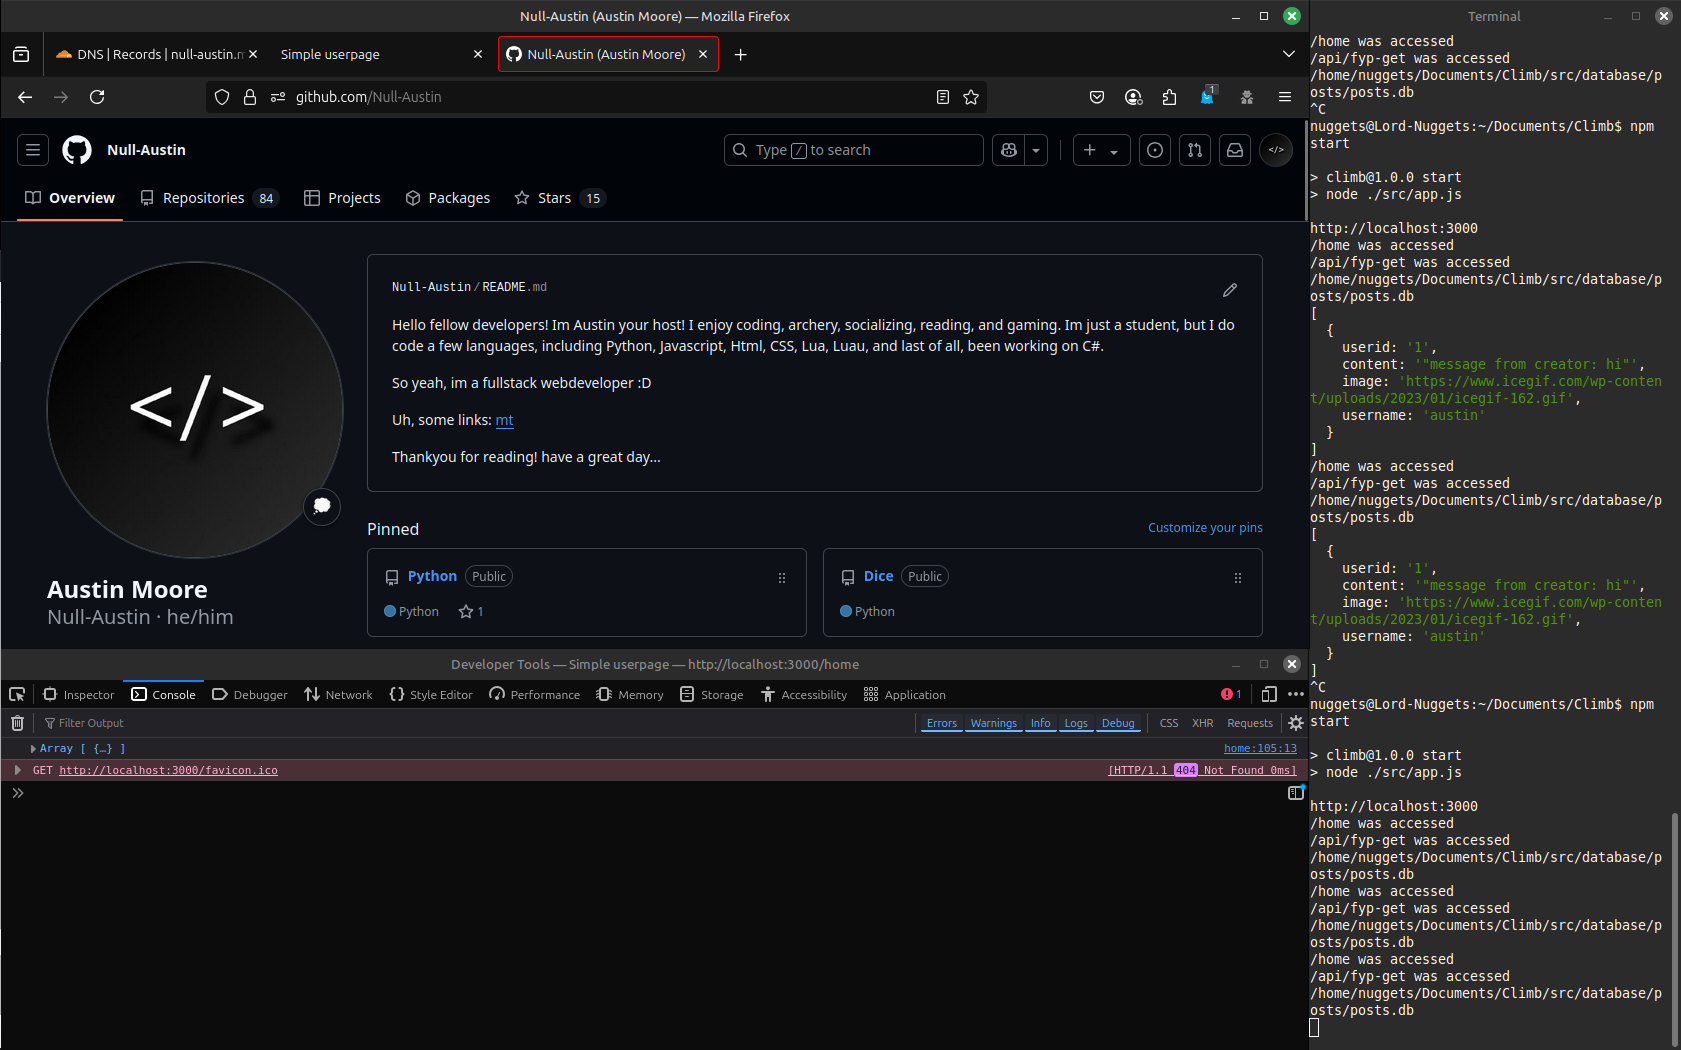 Null-Austin (Austin Moore) — Mozilla Firefox
DNS | Records | null-austin.m
Simple userpage
Null-Austin (Austin Moore)
github.com/Null-Austin
1
Null-Austin
Type / to search
</>
Overview
Repositories 84
Projects
Packages
Stars 15
</>
Austin Moore
Null-Austin · he/him
Null-Austin / README.md
Hello fellow developers! Im Austin your host! I enjoy coding, archery, socializing, reading, and gaming. Im just a student, but I do
code a few languages, including Python, Javascript, Html, CSS, Lua, Luau, and last of all, been working on C#.
So yeah, im a fullstack webdeveloper :D
Uh, some links: mt
Thankyou for reading! have a great day...
Pinned
Customize your pins
Python Public
Python 1
Dice Public
Python
Developer Tools — Simple userpage — http://localhost:3000/home
Inspector
Console
Debugger
Network
Style Editor
Performance
Memory
Storage
Accessibility
Application
1
Filter Output
Errors
Warnings
Info
Logs
Debug
CSS
XHR
Requests
Array [ {…} ]
home:105:13
GET http://localhost:3000/favicon.ico
[HTTP/1.1 404 Not Found 0ms]
Terminal
/home was accessed
/api/fyp-get was accessed
/home/nuggets/Documents/Climb/src/database/p
osts/posts.db
^C
nuggets@Lord-Nuggets:~/Documents/Climb$ npm
start
> climb@1.0.0 start
> node ./src/app.js
http://localhost:3000
/home was accessed
/api/fyp-get was accessed
/home/nuggets/Documents/Climb/src/database/p
osts/posts.db
[
{
userid: '1',
content: '"message from creator: hi"',
image: 'https://www.icegif.com/wp-conten
t/uploads/2023/01/icegif-162.gif',
username: 'austin'
}
]
/home was accessed
/api/fyp-get was accessed
/home/nuggets/Documents/Climb/src/database/p
osts/posts.db
[
{
userid: '1',
content: '"message from creator: hi"',
image: 'https://www.icegif.com/wp-conten
t/uploads/2023/01/icegif-162.gif',
username: 'austin'
}
]
^C
nuggets@Lord-Nuggets:~/Documents/Climb$ npm
start
> climb@1.0.0 start
> node ./src/app.js
http://localhost:3000
/home was accessed
/api/fyp-get was accessed
/home/nuggets/Documents/Climb/src/database/p
osts/posts.db
/home was accessed
/api/fyp-get was accessed
/home/nuggets/Documents/Climb/src/database/p
osts/posts.db
/home was accessed
/api/fyp-get was accessed
/home/nuggets/Documents/Climb/src/database/p
osts/posts.db